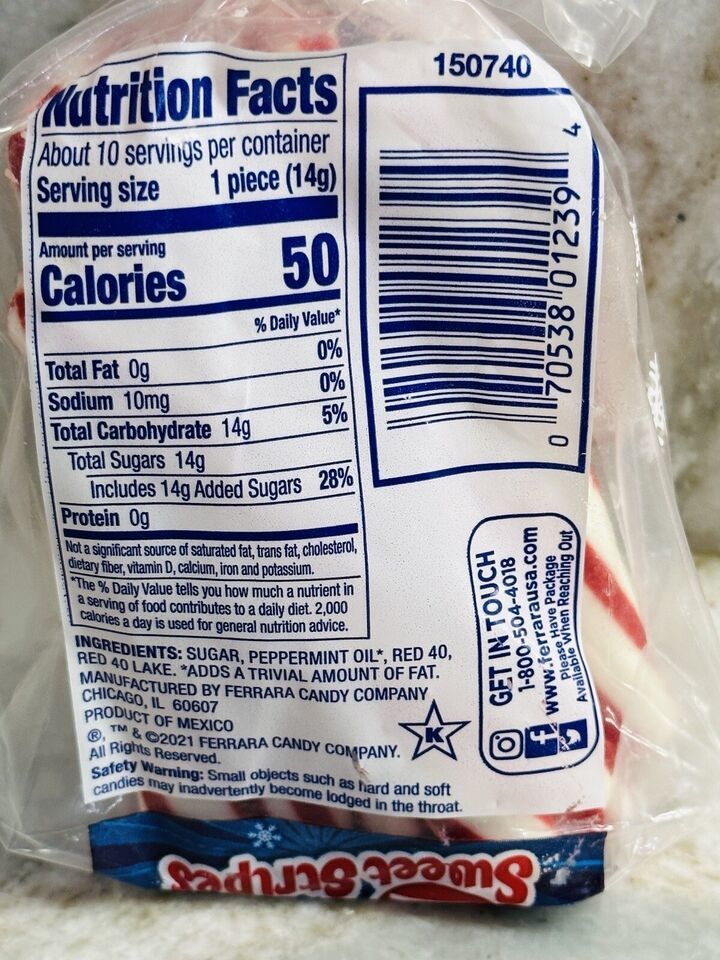 Nutrition Facts
About 10 servings per container
Serving size 1 piece (14g)
Amount per serving
Calories 50
% Daily Value*
Total Fat 0g 0%
Sodium 10mg 0%
Total Carbohydrate 14g 5%
Total Sugars 14g
Includes 14g Added Sugars 28%
Protein 0g
Not a significant source of saturated fat, trans fat, cholesterol,
dietary fiber, vitamin D, calcium, iron and potassium.
*The % Daily Value tells you how much a nutrient in
a serving of food contributes to a daily diet. 2,000
calories a day is used for general nutrition advice.
INGREDIENTS: SUGAR, PEPPERMINT OIL*, RED 40,
RED 40 LAKE. *ADDS A TRIVIAL AMOUNT OF FAT.
MANUFACTURED BY FERRARA CANDY COMPANY
CHICAGO, IL 60607
PRODUCT OF MEXICO
®, ™ & ©2021 FERRARA CANDY COMPANY.
All Rights Reserved.
Safety Warning: Small objects such as hard and soft
candies may inadvertently become lodged in the throat.
K
150740
0 70538 01239 4
GET IN TOUCH
1-800-504-4018
www.ferrarausa.com
Please Have Package
Available When Reaching Out
Sweet Stripes